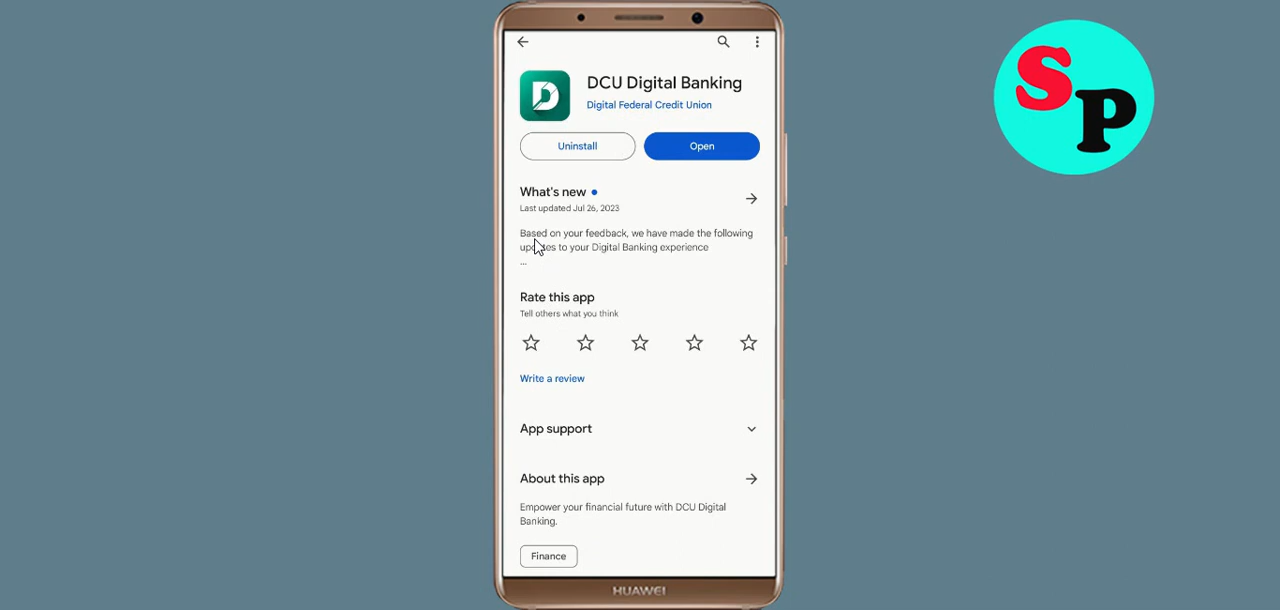 DCU Digital Banking
Digital Federal Credit Union
Uninstall
Open
What's new
Last updated Jul 26, 2023
Based on your feedback, we have made the following
updates to your Digital Banking experience
...
Rate this app
Tell others what you think
Write a review
App support
About this app
Empower your financial future with DCU Digital
Banking.
Finance
HUAWEI
SP